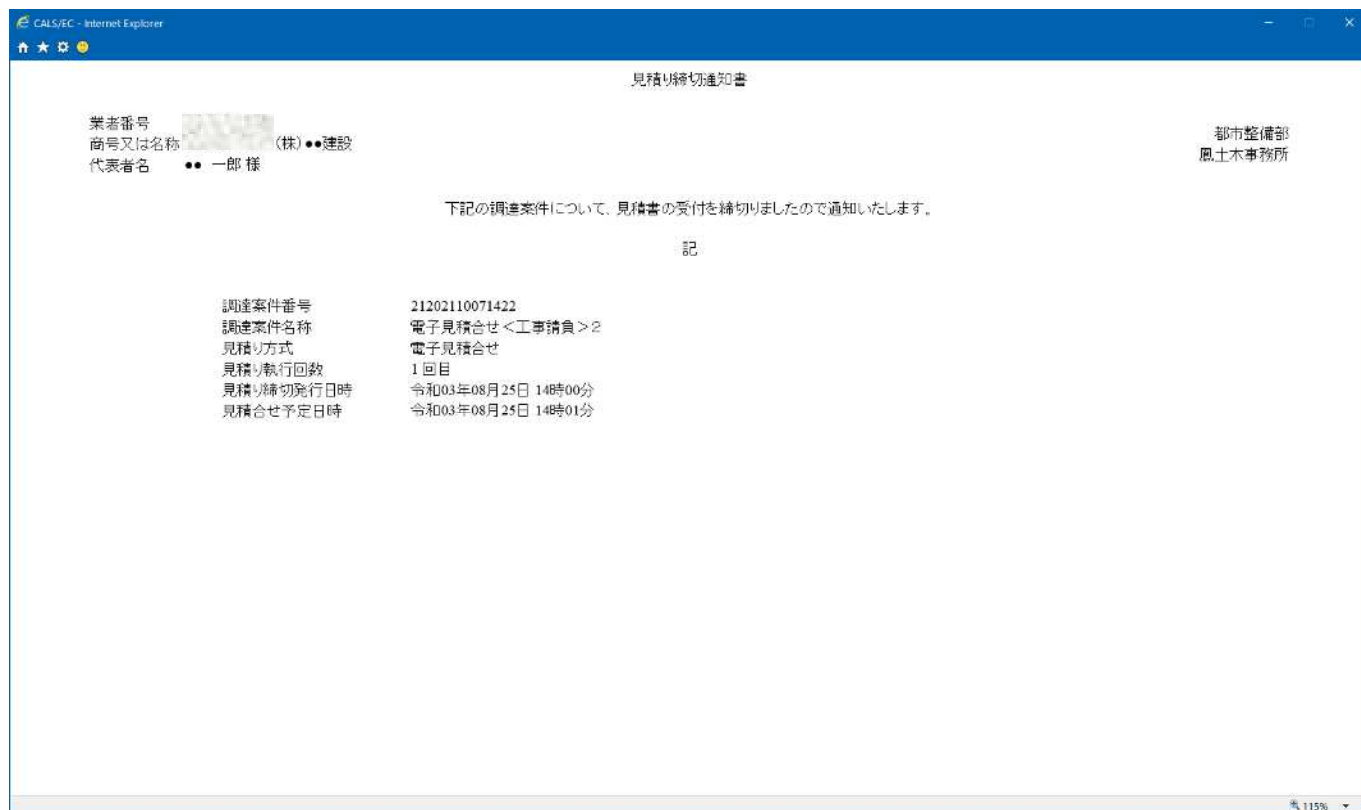 CALS/EC - Internet Explorer
見積り締切通知書
業者番号
商号又は名称 (株)●●建設
代表者名 ●● 一郎 様
都市整備部
鳳土木事務所
下記の調達案件について、見積書の受付を締切りましたので通知いたします。
記
調達案件番号 21202110071422
調達案件名称 電子見積合せ<工事請負>2
見積り方式 電子見積合せ
見積り執行回数 1回目
見積り締切発行日時 令和03年08月25日 14時00分
見積合せ予定日時 令和03年08月25日 14時01分
115%